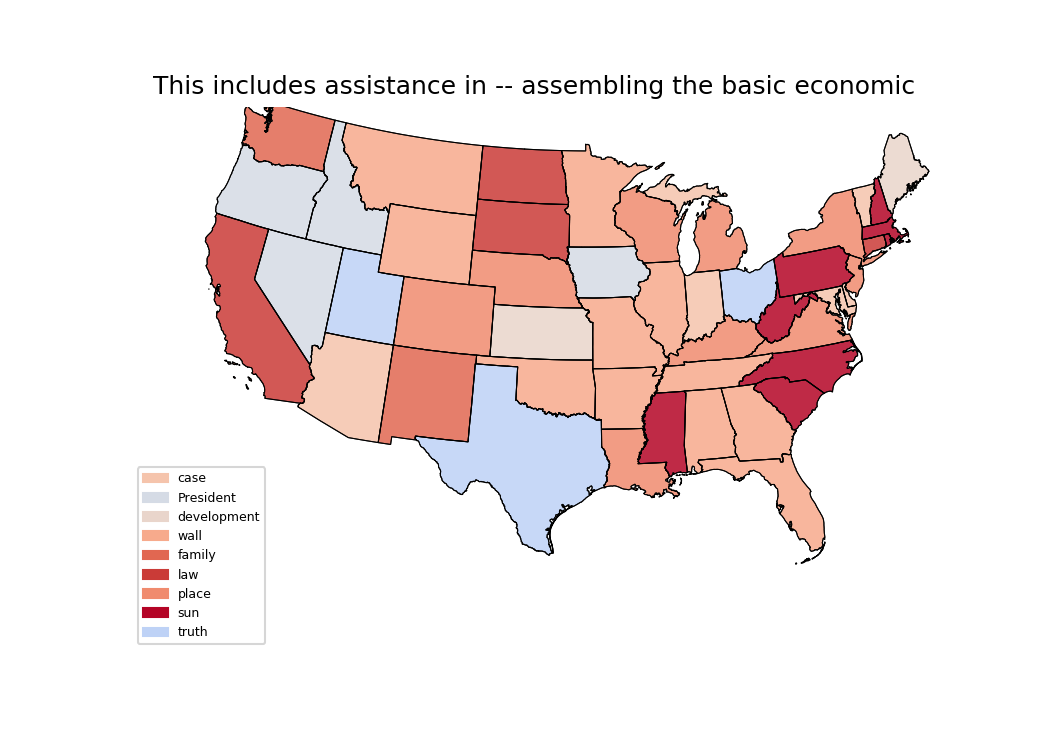 This includes assistance in -- assembling the basic economic
case
President
development
wall
family
law
place
sun
truth